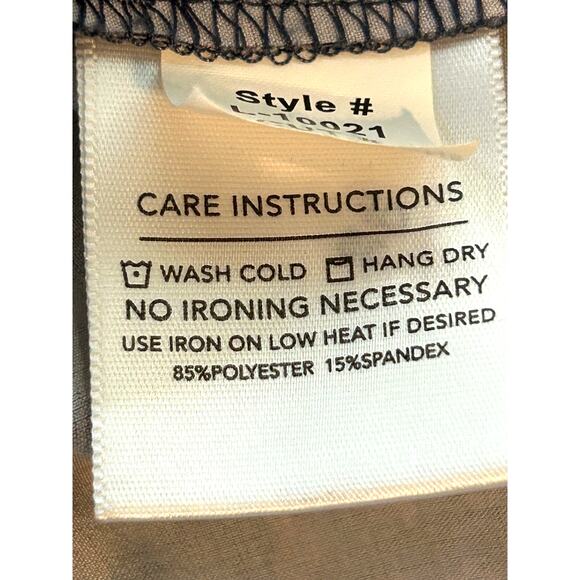 Style #
L-10021
CARE INSTRUCTIONS
WASH COLD HANG DRY
NO IRONING NECESSARY
USE IRON ON LOW HEAT IF DESIRED
85%POLYESTER 15%SPANDEX